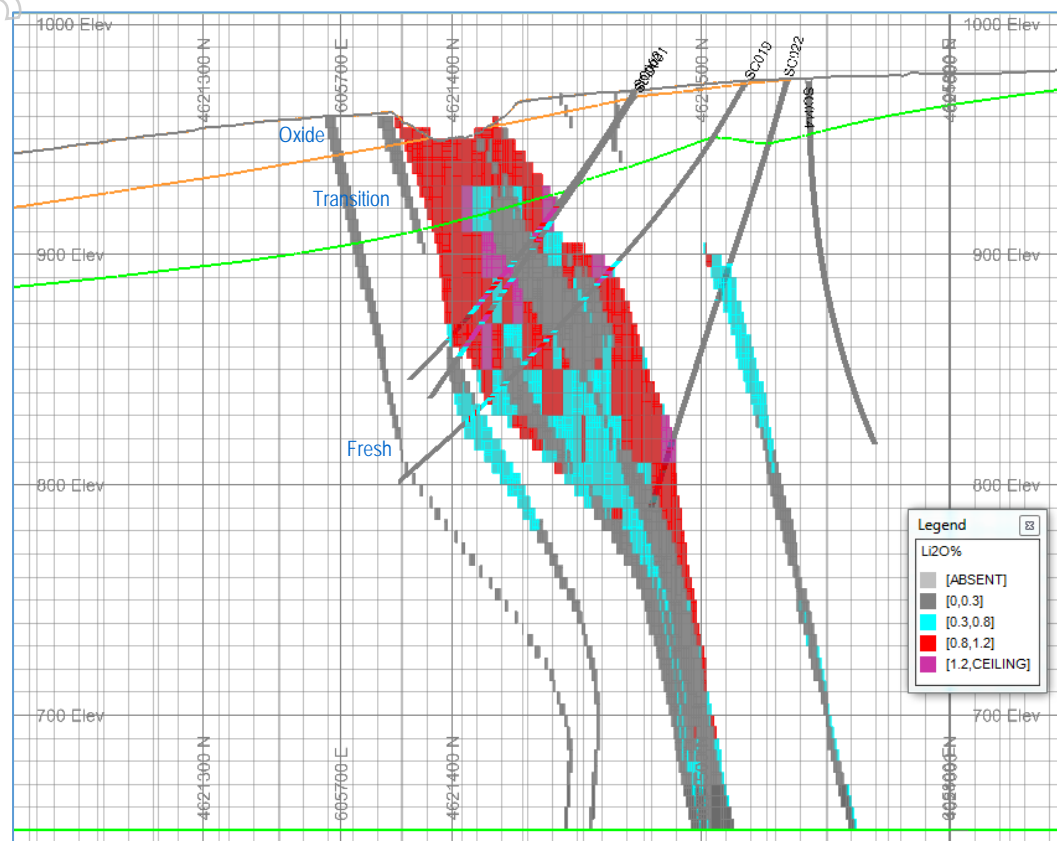 1000 Elev
1000 Elev
4621300 N
605700 E
4621400 N
SC019
SC022
Oxide
Transition
900 Elev
900 Elev
Fresh
800 Elev
800 Elev
Legend
Li2O%
[ABSENT]
[0,0.3]
[0.3,0.8]
[0.8,1.2]
[1.2,CEILING]
700 Elev
700 Elev
4621300 N
605700 E
4621400 N
4621500 N